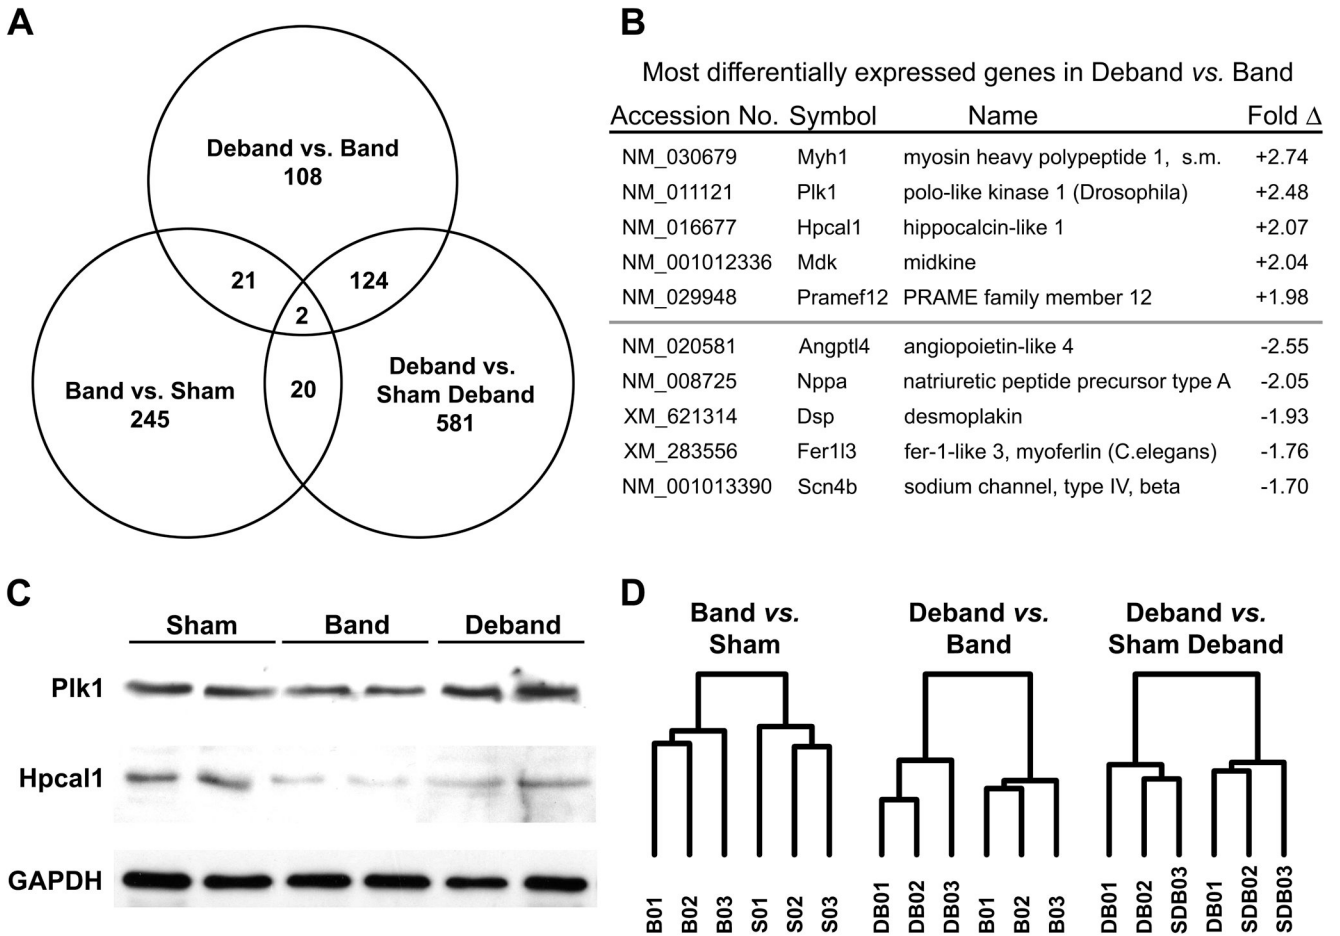 A
Deband vs. Band
108
21
124
2
Band vs. Sham
245
20
Deband vs.
Sham Deband
581
B
Most differentially expressed genes in Deband vs. Band
Accession No. Symbol Name Fold Δ
NM_030679 Myh1 myosin heavy polypeptide 1, s.m. +2.74
NM_011121 Plk1 polo-like kinase 1 (Drosophila) +2.48
NM_016677 Hpcal1 hippocalcin-like 1 +2.07
NM_001012336 Mdk midkine +2.04
NM_029948 Pramef12 PRAME family member 12 +1.98
NM_020581 Angptl4 angiopoietin-like 4 -2.55
NM_008725 Nppa natriuretic peptide precursor type A -2.05
XM_621314 Dsp desmoplakin -1.93
XM_283556 Fer1l3 fer-1-like 3, myoferlin (C.elegans) -1.76
NM_001013390 Scn4b sodium channel, type IV, beta -1.70
C
Sham Band Deband
Plk1
Hpcal1
GAPDH
D
Band vs.
Sham
B01 B02 B03 S01 S02 S03
Deband vs.
Band
DB01 DB02 DB03 B01 B02 B03
Deband vs.
Sham Deband
DB01 DB02 SDB03 DB01 SDB02 SDB03